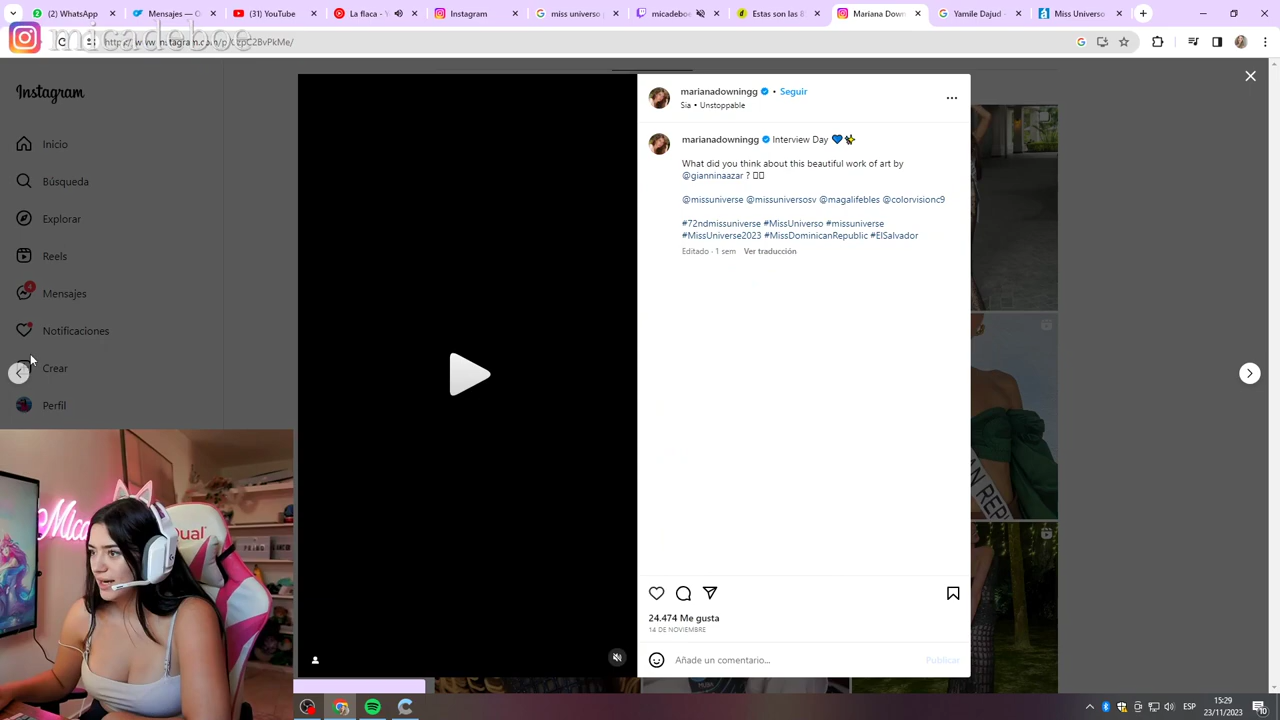 WhatsApp
Mensajes —
(31) YouTube
La flaca -
Instagram
miss universo
micadeboe
Estas son las
Mariana Down
Yamile Dajud -
Miss Universo
micadeboe
Instagram
Inicio
Búsqueda
Explorar
Reels
4
Mensajes
Notificaciones
Crear
Perfil
marianadowningg • Seguir
Sia • Unstoppable
marianadowningg Interview Day 💙✨
What did you think about this beautiful work of art by
@gianninaazar ?
@missuniverse @missuniversosv @magalifebles @colorvisionc9
#72ndmissuniverse #MissUniverso #missuniverse
#MissUniverse2023 #MissDominicanRepublic #ElSalvador
Editado · 1 sem Ver traducción
24.474 Me gusta
14 DE NOVIEMBRE
Añade un comentario...
Publicar
ESP
15:29
23/11/2023
10